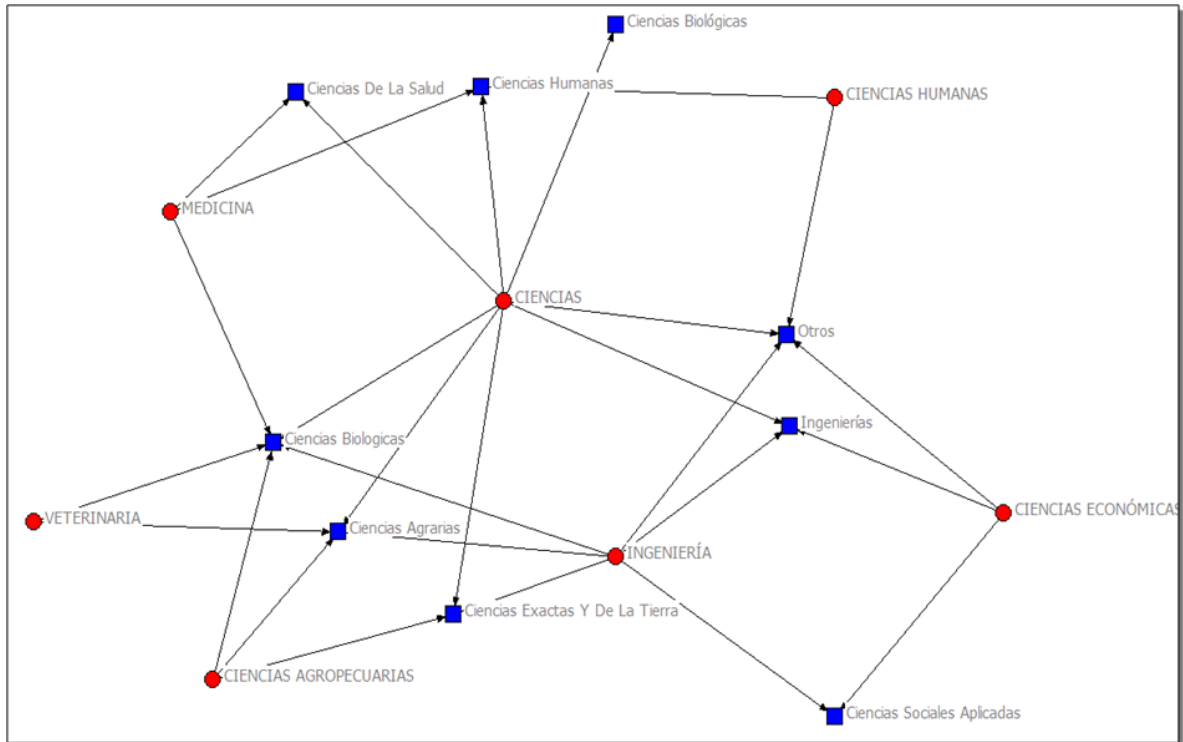 Ciencias Biológicas
Ciencias De La Salud
Ciencias Humanas
CIENCIAS HUMANAS
MEDICINA
CIENCIAS
Otros
Ingenierías
Ciencias Biologicas
VETERINARIA
Ciencias Agrarias
CIENCIAS ECONÓMICAS
INGENIERÍA
Ciencias Exactas Y De La Tierra
CIENCIAS AGROPECUARIAS
Ciencias Sociales Aplicadas